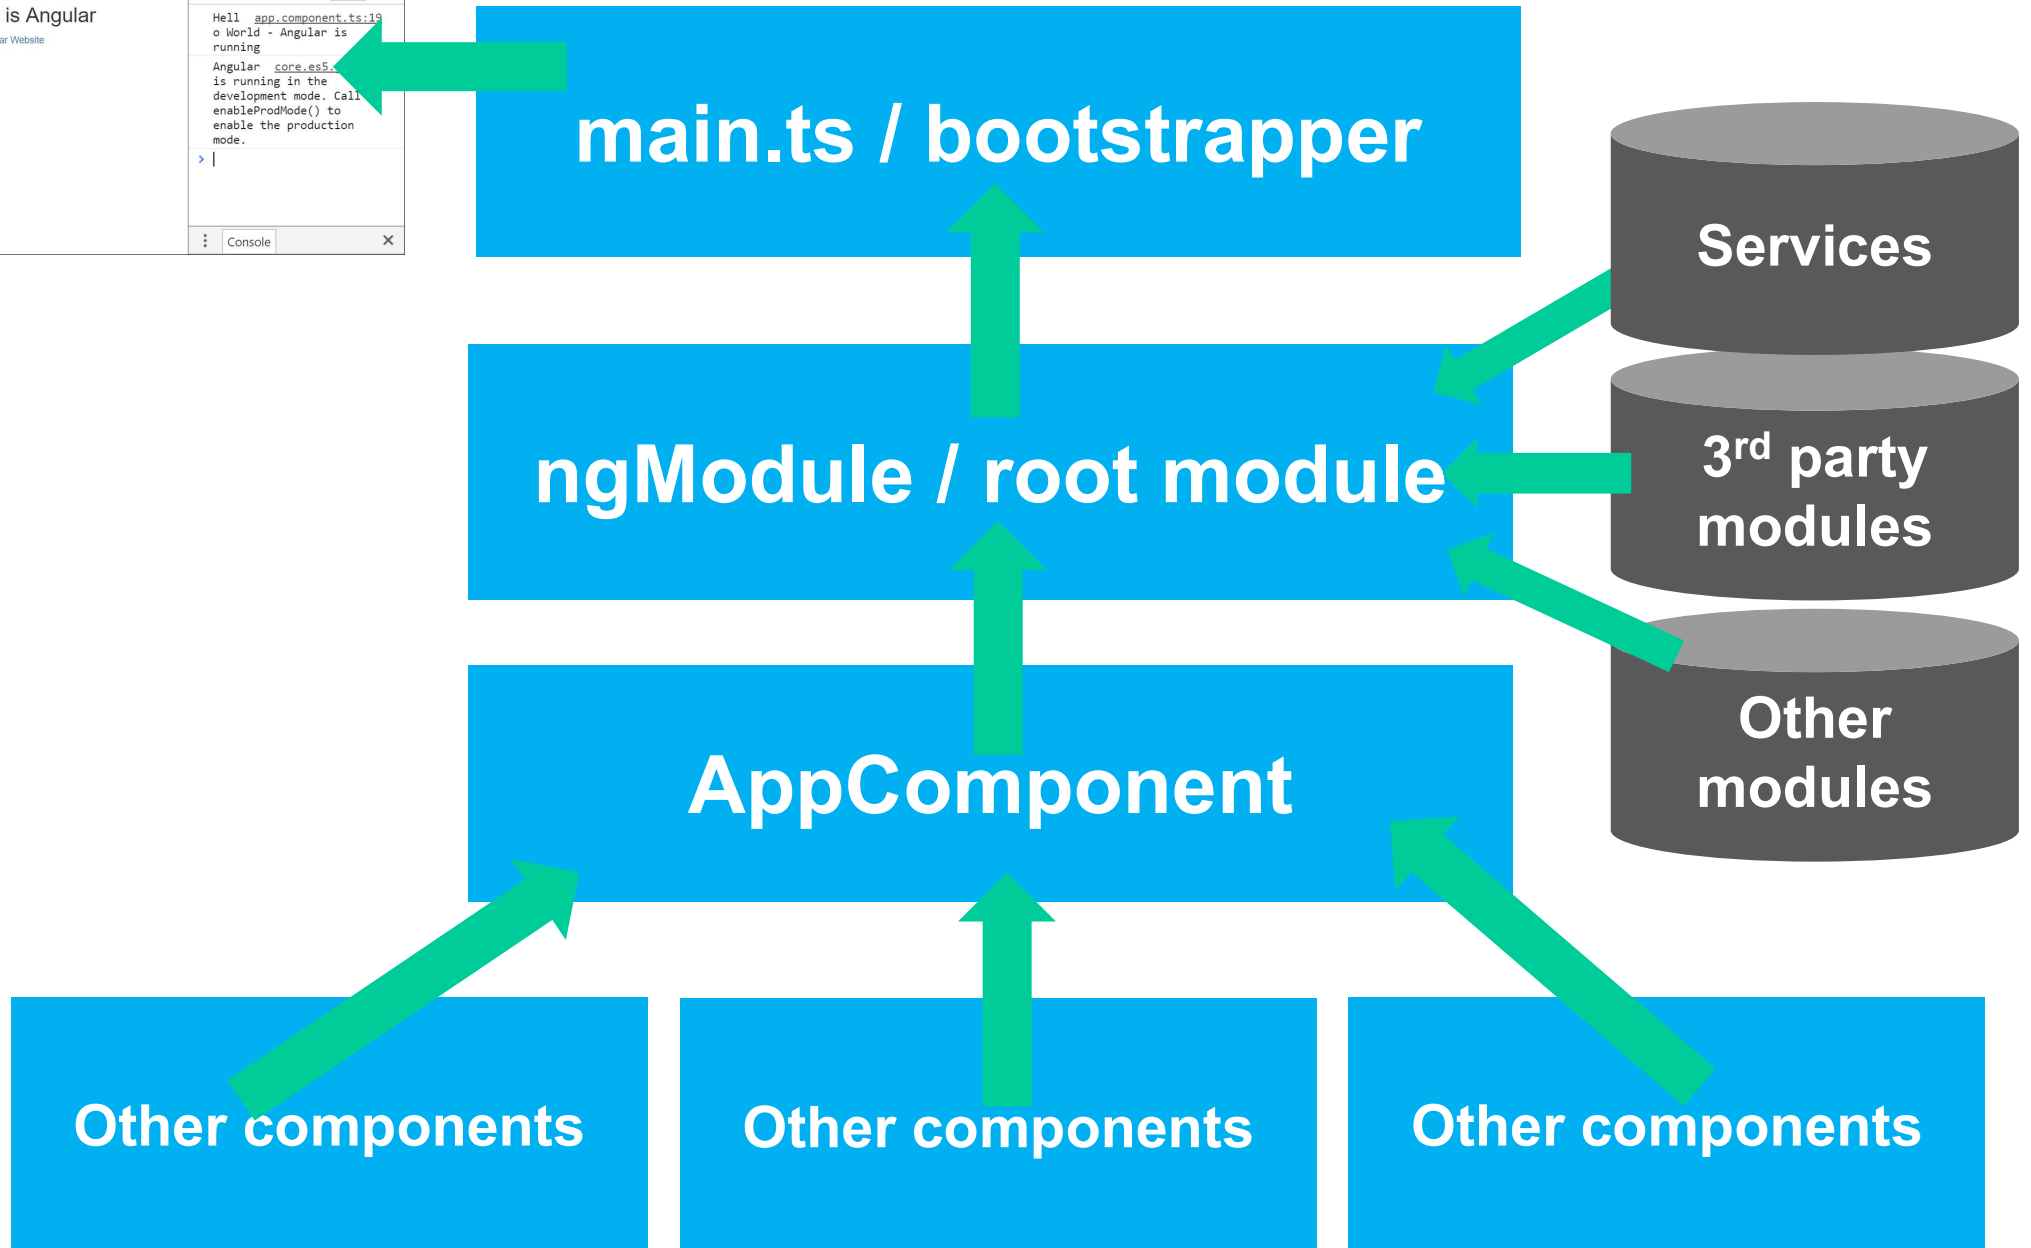 is Angular
ar Website
Hell app.component.ts:19
o World - Angular is
running
Angular core.es5.
is running in the
development mode. Call
enableProdMode() to
enable the production
mode.
>
Console
main.ts / bootstrapper
Services
ngModule / root module
3rd party
modules
AppComponent
Other
modules
Other components
Other components
Other components